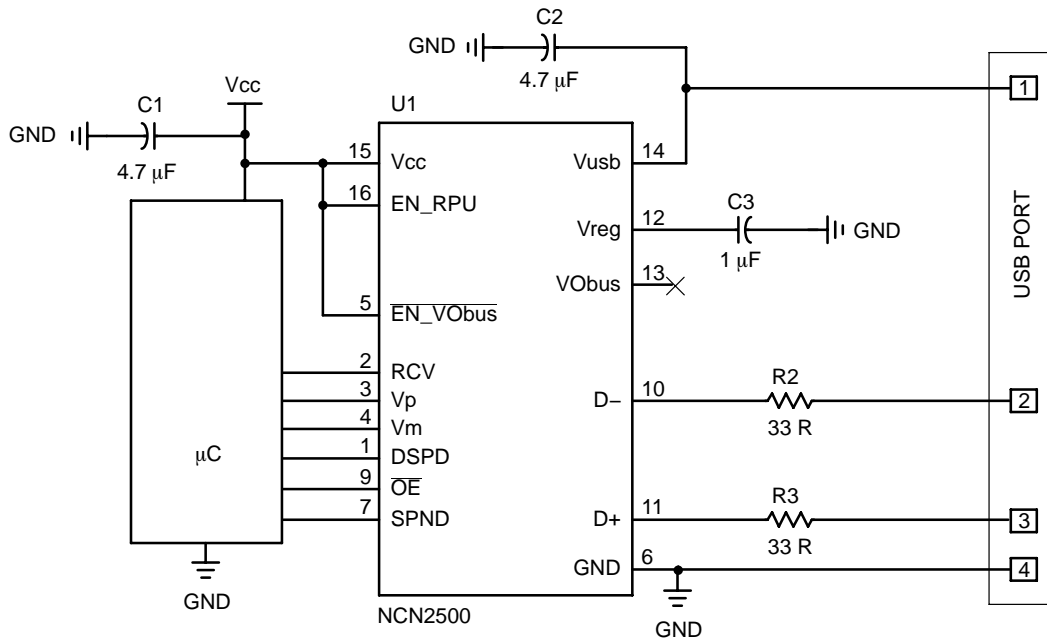 C2
GND
4.7 μF
Vcc
C1
GND
4.7 μF
U1
1
15
Vcc
Vusb
14
16
EN_RPU
C3
Vreg
12
GND
1 μF
VObus
13
USB PORT
5
EN_VObus
2
RCV
3
Vp
4
Vm
1
DSPD
9
OE
7
SPND
μC
D–
10
R2
33 R
2
D+
11
R3
33 R
3
GND
6
4
GND
NCN2500
GND